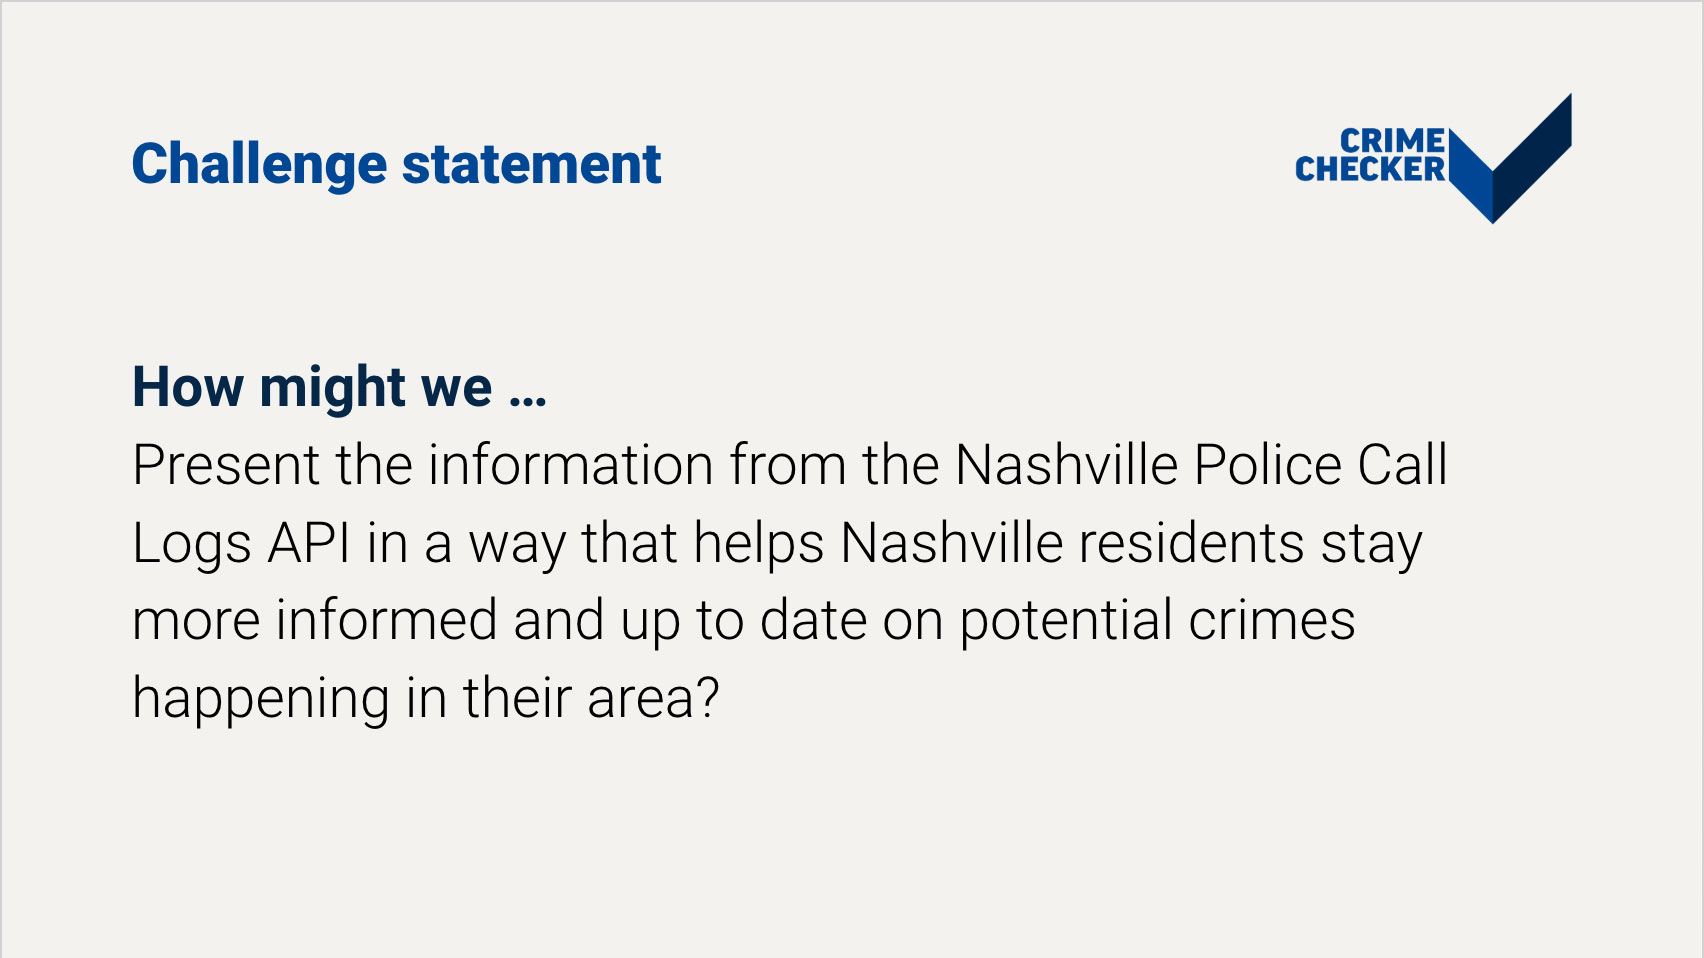 Challenge statement
CRIME
CHECKER
How might we …
Present the information from the Nashville Police Call
Logs API in a way that helps Nashville residents stay
more informed and up to date on potential crimes
happening in their area?